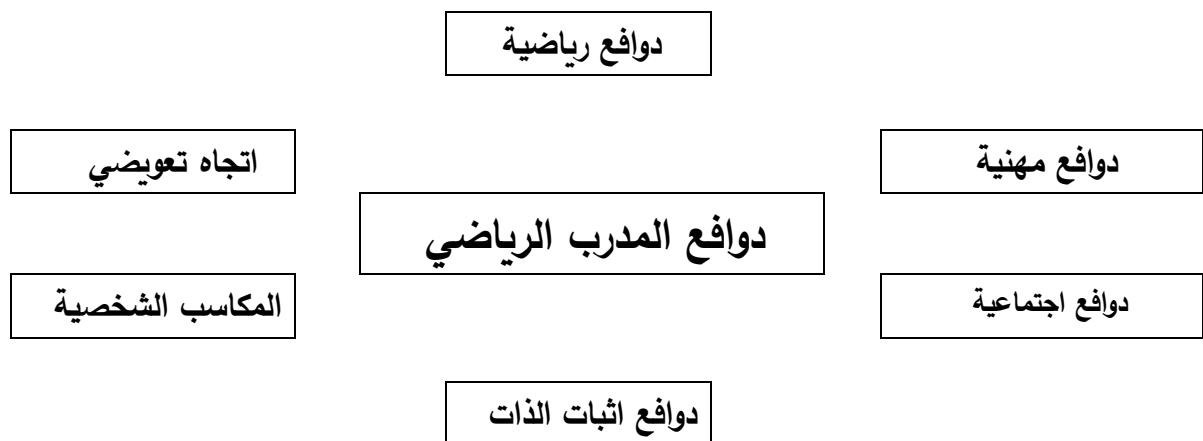 دوافع رياضية
دوافع مهنية
اتجاه تعويضي
دوافع المدرب الرياضي
دوافع اجتماعية
المكاسب الشخصية
دوافع اثبات الذات